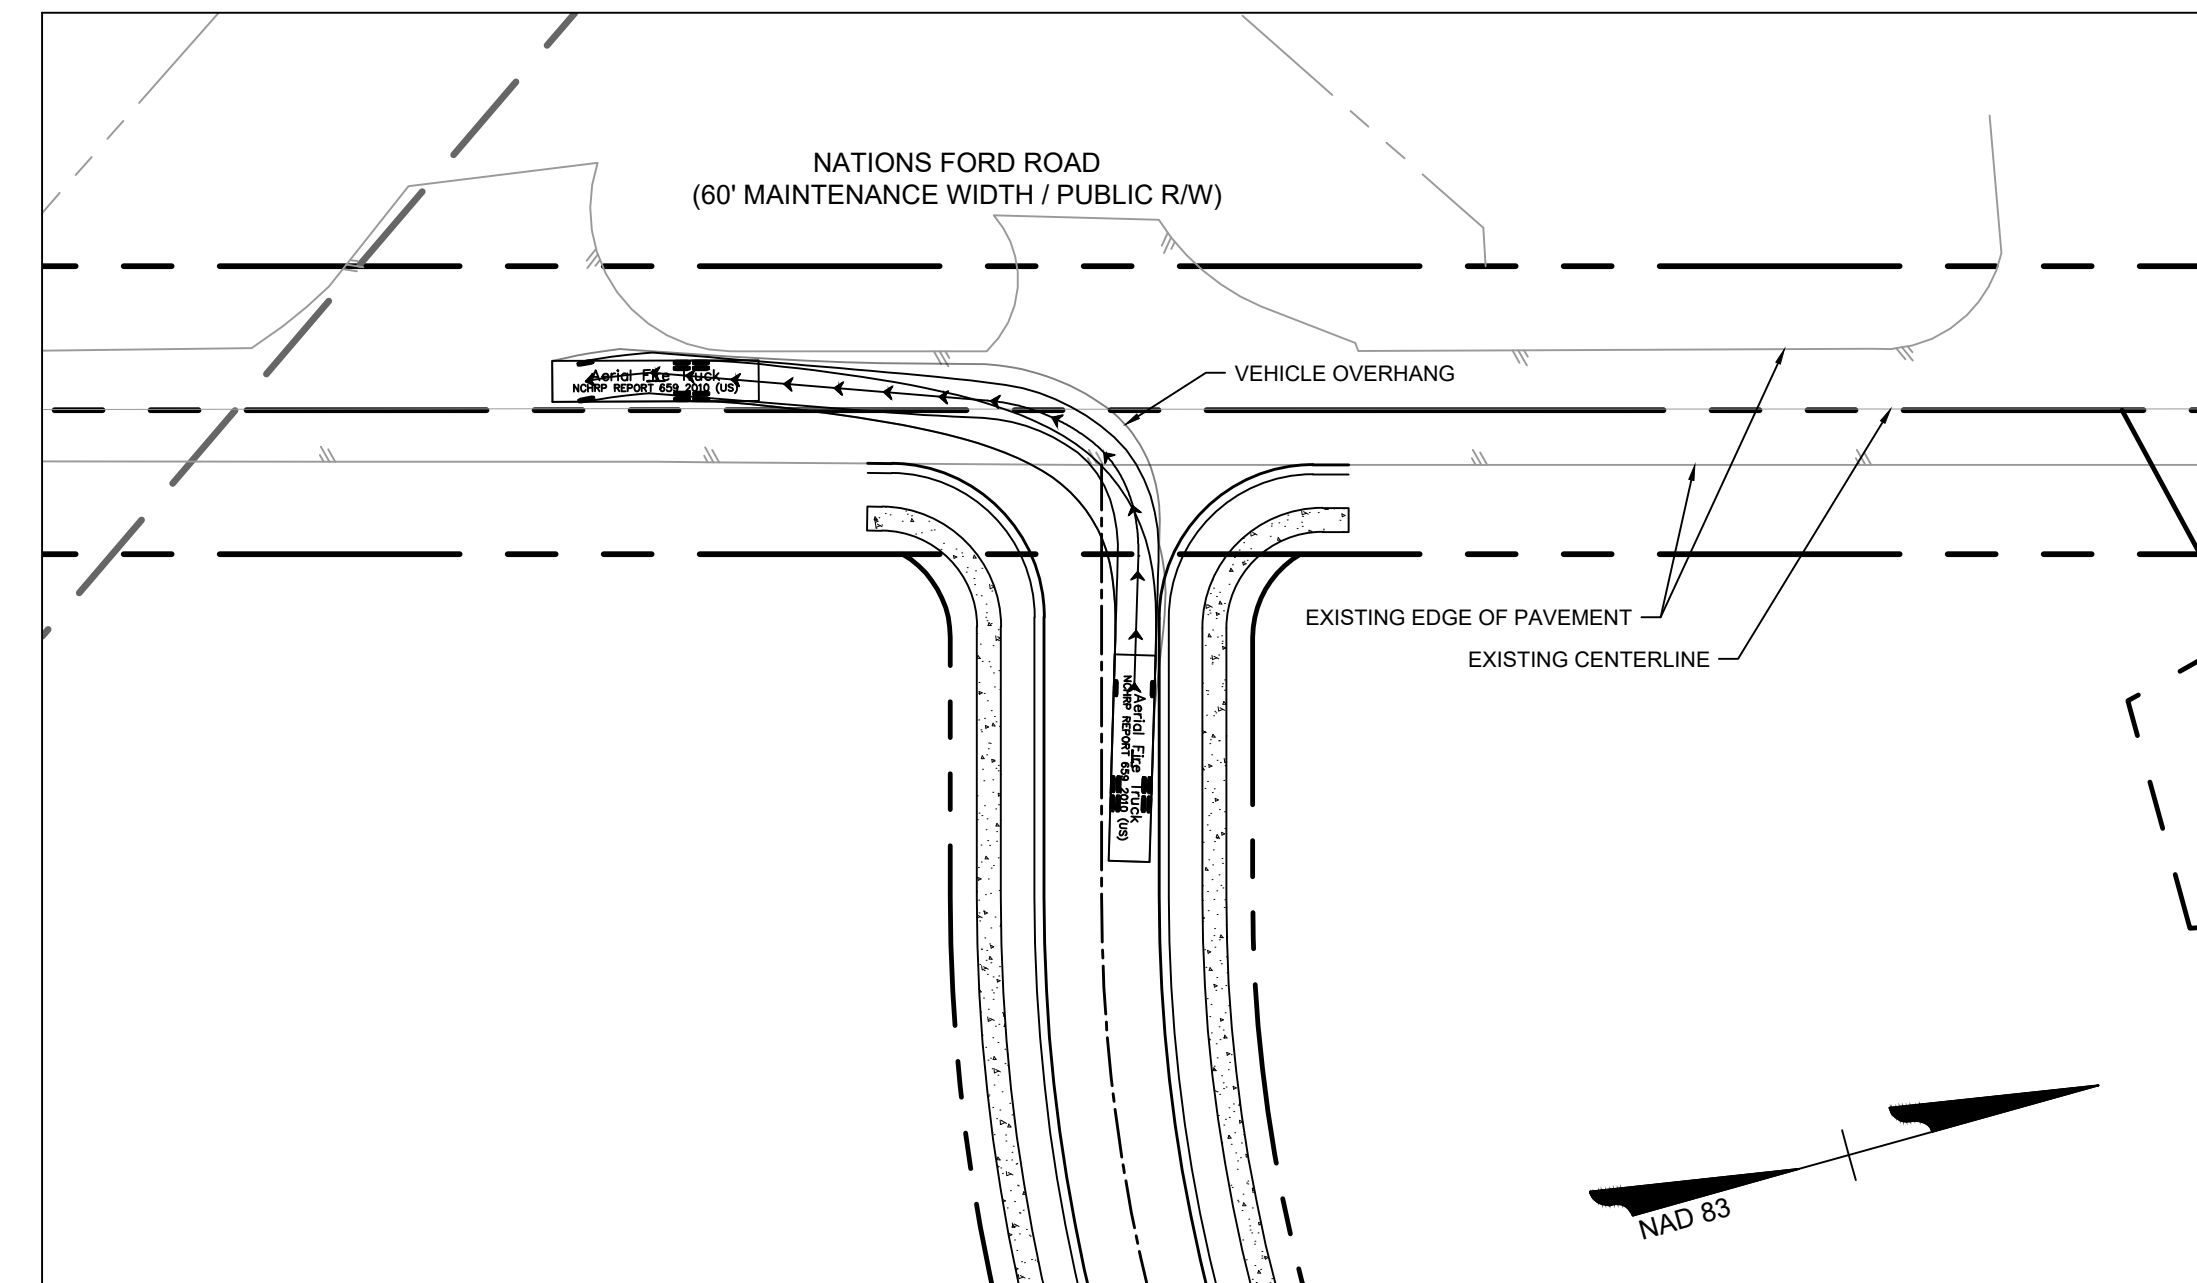 NATIONS FORD ROAD
(60' MAINTENANCE WIDTH / PUBLIC R/W)
Aerial Fire Truck
NCHRP REPORT 659 2010 (US)
VEHICLE OVERHANG
EXISTING EDGE OF PAVEMENT
EXISTING CENTERLINE
Aerial Fire Truck
NCHRP REPORT 659 2010 (US)
NAD 83